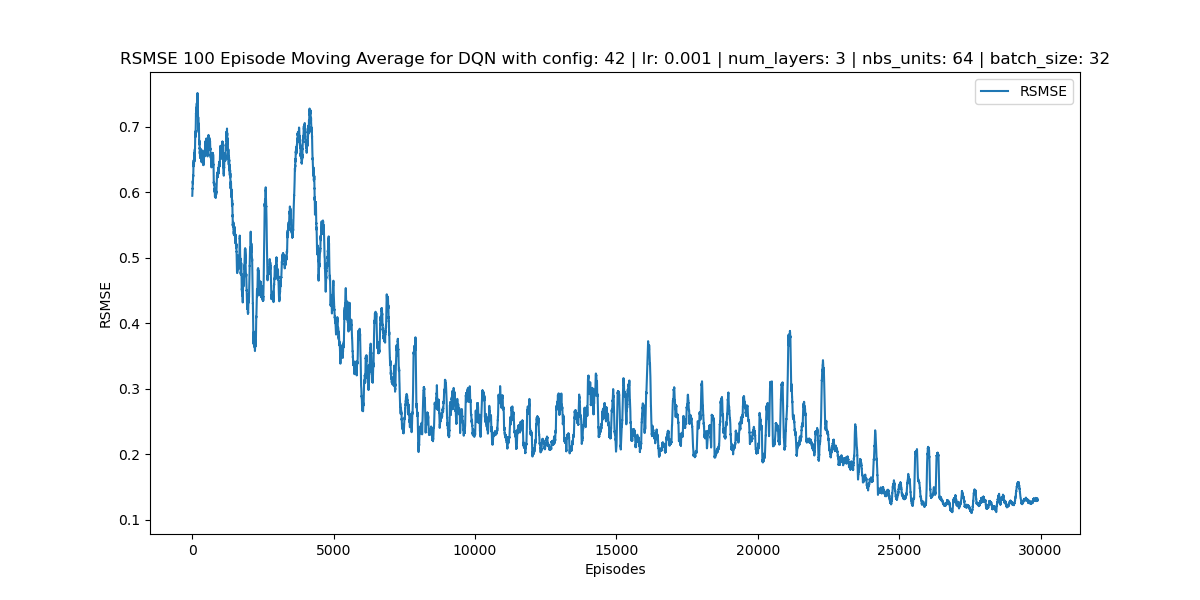 RSMSE 100 Episode Moving Average for DQN with config: 42 | lr: 0.001 | num_layers: 3 | nbs_units: 64 | batch_size: 32
RSMSE
0.7
0.6
0.5
0.4
0.3
0.2
0.1
RSMSE
0 5000 10000 15000 20000 25000 30000
Episodes